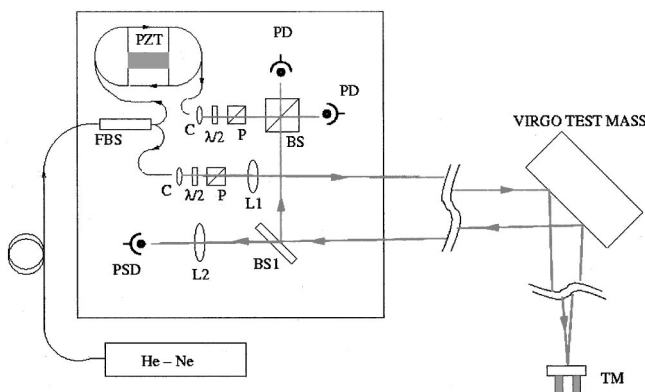 PZT
PD
PD
C
λ/2
P
BS
FBS
VIRGO TEST MASS
C
λ/2
P
L1
PSD
L2
BS1
He – Ne
TM